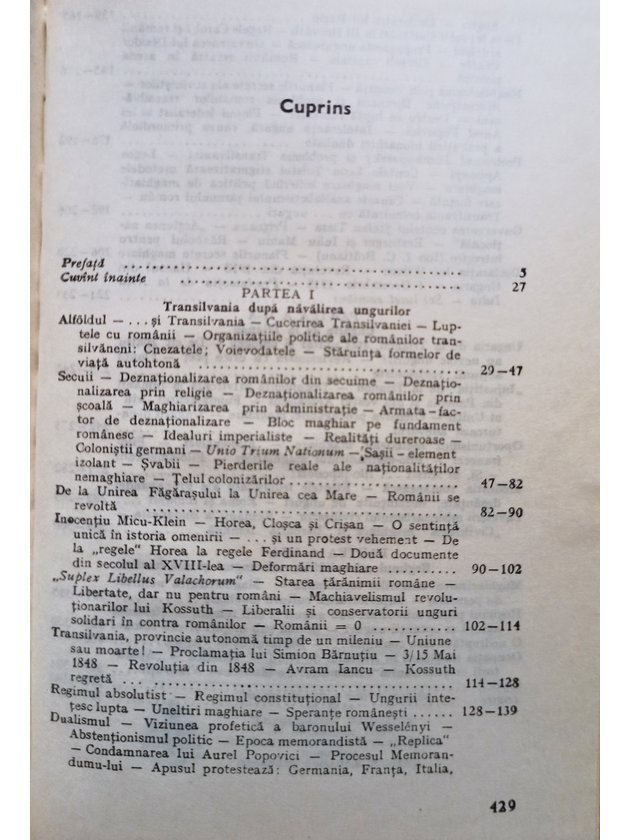 Cuprins
Prefață .......................................... 5
Cuvînt înainte .......................................... 27
PARTEA I
Transilvania după năvălirea ungurilor
Alföldul — ...și Transilvania — Cucerirea Transilvaniei — Lup-
tele cu românii — Organizațiile politice ale românilor tran-
silvăneni: Cnezatele; Voievodatele — Stăruința formelor de
viață autohtonă .......................... 29—47
Secuii — Deznaționalizarea românilor din secuime — Deznațio-
nalizarea prin religie — Deznaționalizarea românilor prin
școală — Maghiarizarea prin administrație — Armata—fac-
tor de deznaționalizare — Bloc maghiar pe fundament
românesc — Idealuri imperialiste — Realități dureroase —
Coloniștii germani — Unio Trium Nationum — Sașii — element
izolant — Șvabii — Pierderile reale ale naționalităților
nemaghiare — Țelul colonizărilor .................. 47—82
De la Unirea Făgărașului la Unirea cea Mare — Românii se
revoltă .................................. 82—90
Inocențiu Micu-Klein — Horea, Cloșca și Crișan — O sentință
unică în istoria omenirii — ... și un protest vehement — De
la „regele" Horea la regele Ferdinand — Două documente
din secolul al XVIII-lea — Deformări maghiare .......... 90—102
„Suplex Libellus Valachorum" — Starea țărănimii române —
Libertate, dar nu pentru români — Machiavelismul revolu-
ționarilor lui Kossuth — Liberalii și conservatorii unguri
solidari în contra românilor — Românii = 0 ............ 102—114
Transilvania, provincie autonomă timp de un mileniu — Uniune
sau moarte! — Proclamația lui Simion Bărnuțiu — 3/15 Mai
1848 — Revoluția din 1848 — Avram Iancu — Kossuth
regretă .................................. 114—128
Regimul absolutist — Regimul constituțional — Ungurii inte-
țesc lupta — Uneltiri maghiare — Speranțe românești ...... 128—139
Dualismul — Viziunea profetică a baronului Wesselényi —
Abstenționismul politic — Epoca memorandistă — „Replica"
— Condamnarea lui Aurel Popovici — Procesul Memoran-
dumu-lui — Apusul protestează: Germania, Franța, Italia,
429